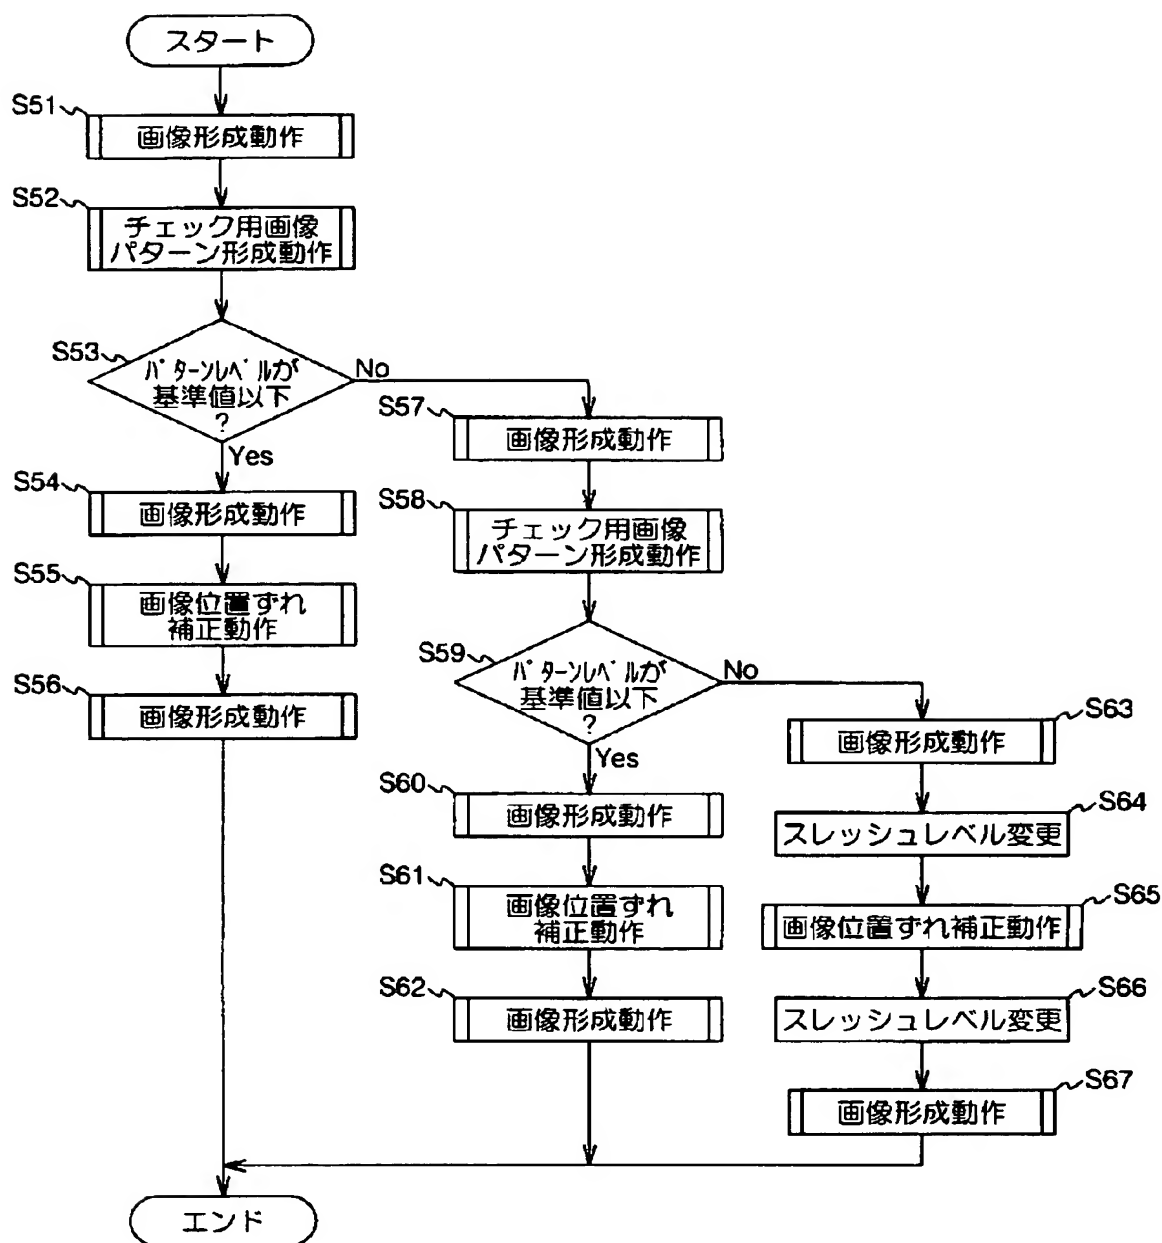 スタート
S51
画像形成動作
S52
チェック用画像
パターン形成動作
S53
パターンレベルが
基準値以下
?
No
Yes
S54
画像形成動作
S55
画像位置ずれ
補正動作
S56
画像形成動作
S57
画像形成動作
S58
チェック用画像
パターン形成動作
S59
パターンレベルが
基準値以下
?
No
Yes
S60
画像形成動作
S61
画像位置ずれ
補正動作
S62
画像形成動作
S63
画像形成動作
S64
スレッシュレベル変更
S65
画像位置ずれ補正動作
S66
スレッシュレベル変更
S67
画像形成動作
エンド